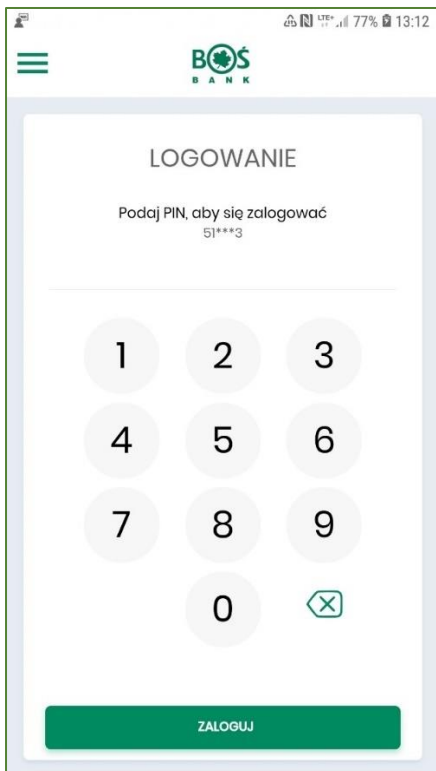 LTE+ 77% 13:12
BOŚ
BANK
LOGOWANIE
Podaj PIN, aby się zalogować
51***3
1 2 3
4 5 6
7 8 9
0
ZALOGUJ